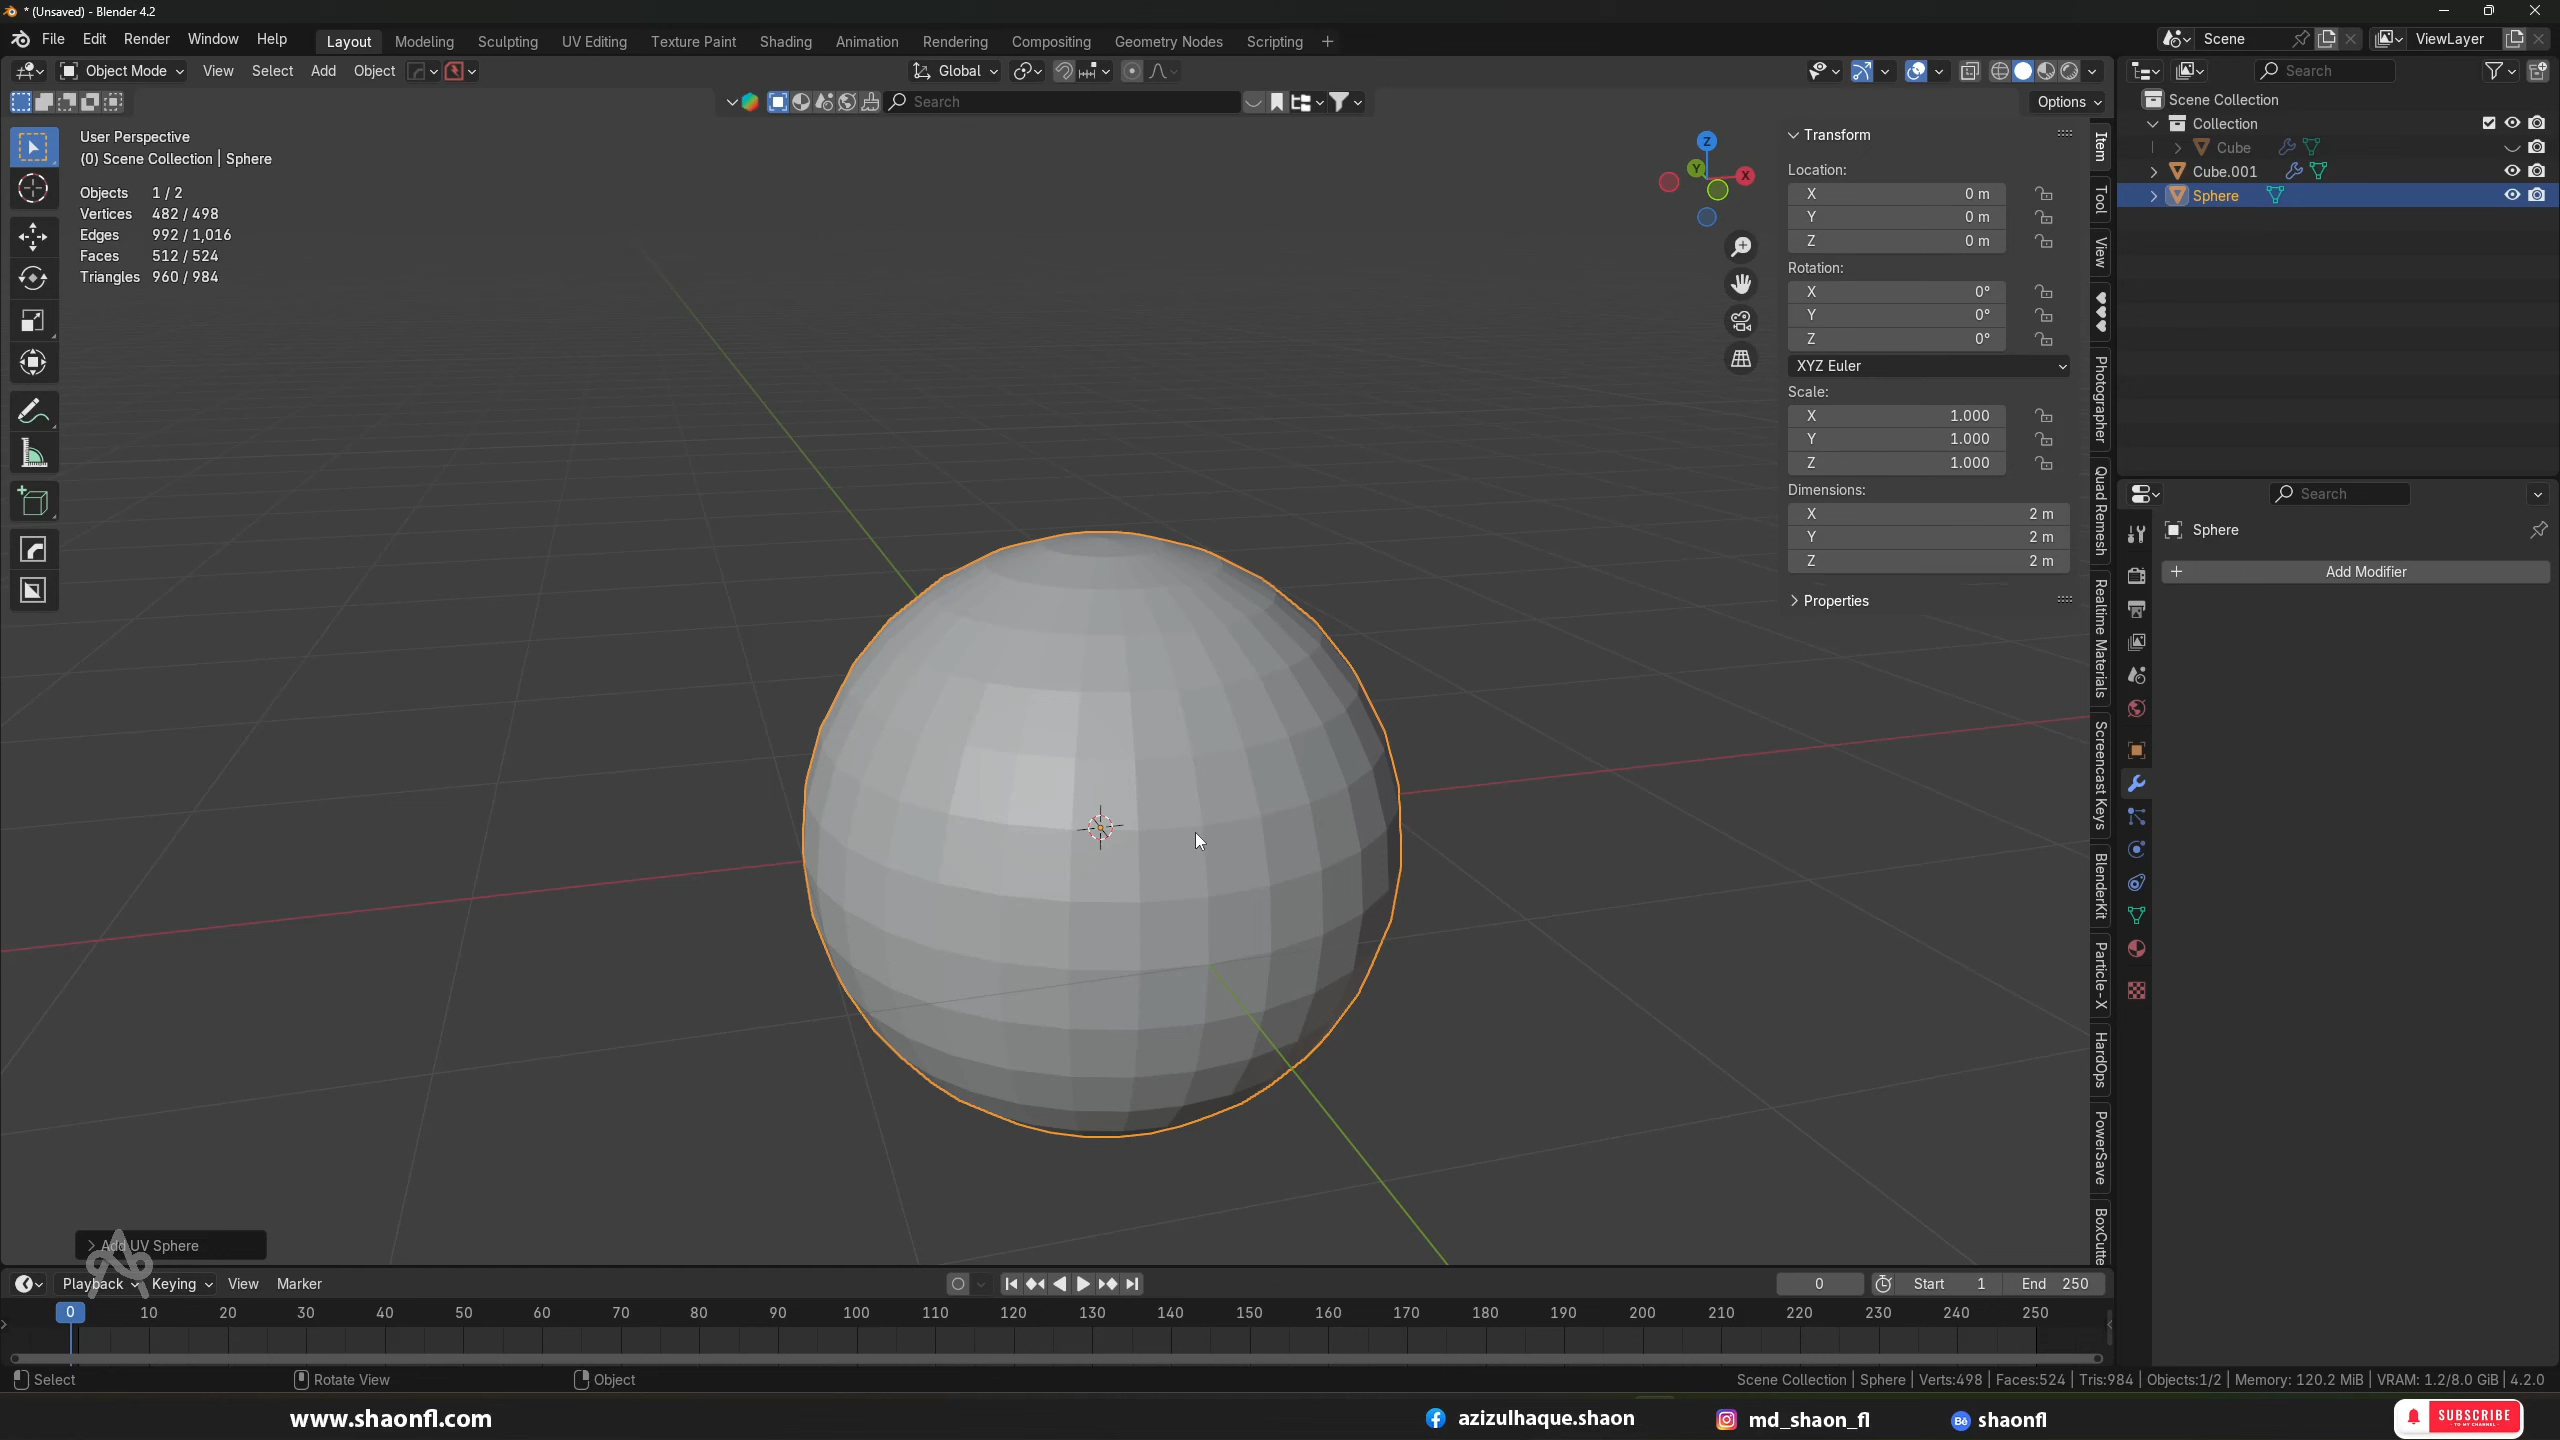 * (Unsaved) - Blender 4.2
File Edit Render Window Help
Layout Modeling Sculpting UV Editing Texture Paint Shading Animation Rendering Compositing Geometry Nodes Scripting +
Scene
ViewLayer
Object Mode View Select Add Object
Global
Search
Search
Options
User Perspective
(0) Scene Collection | Sphere
Objects 1 / 2
Vertices 482 / 498
Edges 992 / 1,016
Faces 512 / 524
Triangles 960 / 984
Z
Y
X
Transform
Location:
X 0 m
Y 0 m
Z 0 m
Rotation:
X 0°
Y 0°
Z 0°
XYZ Euler
Scale:
X 1.000
Y 1.000
Z 1.000
Dimensions:
X 2 m
Y 2 m
Z 2 m
Properties
Item
Tool
View
Photographer
Quad Remesh
Realtime Materials
Screencast Keys
BlenderKit
Particle-X
HardOps
PowerSave
BoxCutte
Scene Collection
Collection
Cube
Cube.001
Sphere
Search
Sphere
+ Add Modifier
Add UV Sphere
Playback Keying View Marker
0
Start 1
End 250
0 10 20 30 40 50 60 70 80 90 100 110 120 130 140 150 160 170 180 190 200 210 220 230 240 250
Select
Rotate View
Object
Scene Collection | Sphere | Verts:498 | Faces:524 | Tris:984 | Objects:1/2 | Memory: 120.2 MiB | VRAM: 1.2/8.0 GiB | 4.2.0
www.shaonfl.com
azizulhaque.shaon
md_shaon_fl
Bē shaonfl
SUBSCRIBE
TO MY CHANNEL